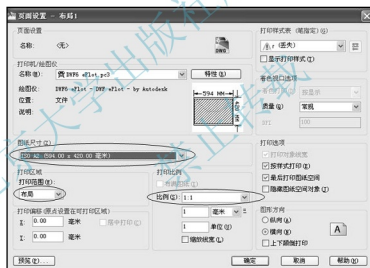 页面设置 - 布局1
页面设置
名称: <无>
DWG
打印机/绘图仪
名称(M): DWF6 ePlot.pc3
特性(R)
绘图仪: DWF6 ePlot - DWF ePlot - by Autodesk
位置: 文件
说明:
594 MM
420 MM
图纸尺寸(Z)
ISO A2 (594.00 x 420.00 毫米)
打印区域
打印范围(W):
布局
打印比例
布满图纸(I)
比例(S): 1:1
1 毫米 =
1 单位(U)
缩放线宽(L)
打印偏移(原点设置在可打印区域)
X: 0.00 毫米
居中打印(C)
Y: 0.00 毫米
打印样式表(笔指定)(G)
r (丢失)
显示打印样式(D)
着色视口选项
按显示
质量(Q) 常规
DPI 100
打印选项
打印对象线宽
按样式打印(E)
最后打印图纸空间
隐藏图纸空间对象(J)
图形方向
纵向(A)
横向(N)
上下颠倒打印
A
预览(P)...
确定
取消
帮助(H)